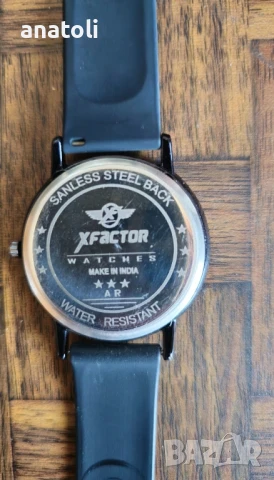 anatoli
SANLESS STEEL BACK
XFACTOR
WATCHES
MAKE IN INDIA
AR
WATER RESISTANT
BAZAR